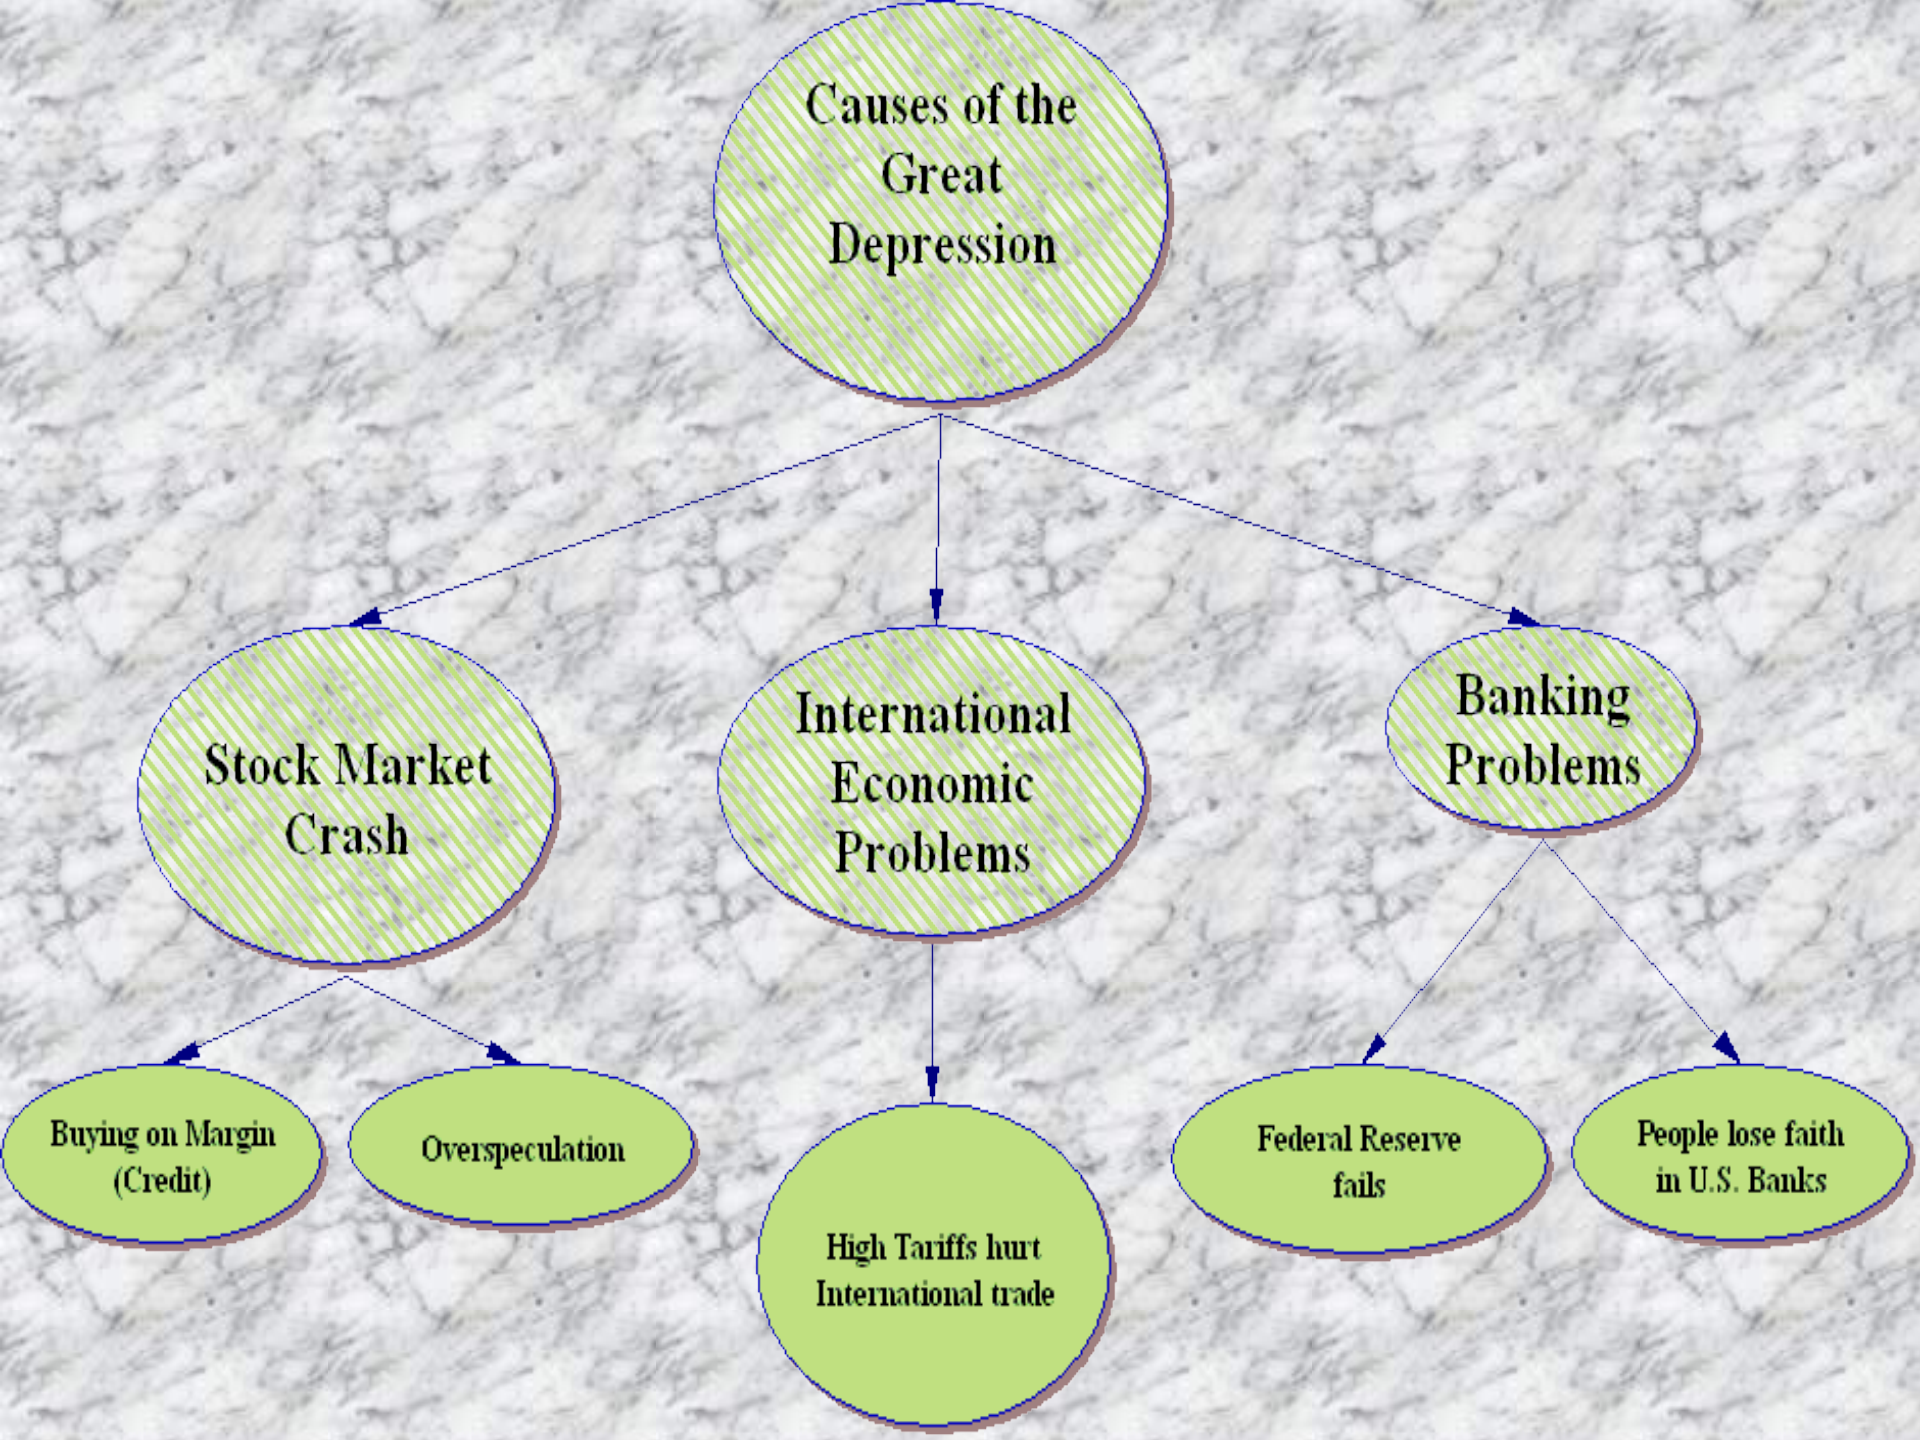 Causes of the
Great
Depression
Stock Market
Crash
International
Economic
Problems
Banking
Problems
Buying on Margin
(Credit)
Overspeculation
High Tariffs hurt
International trade
Federal Reserve
fails
People lose faith
in U.S. Banks